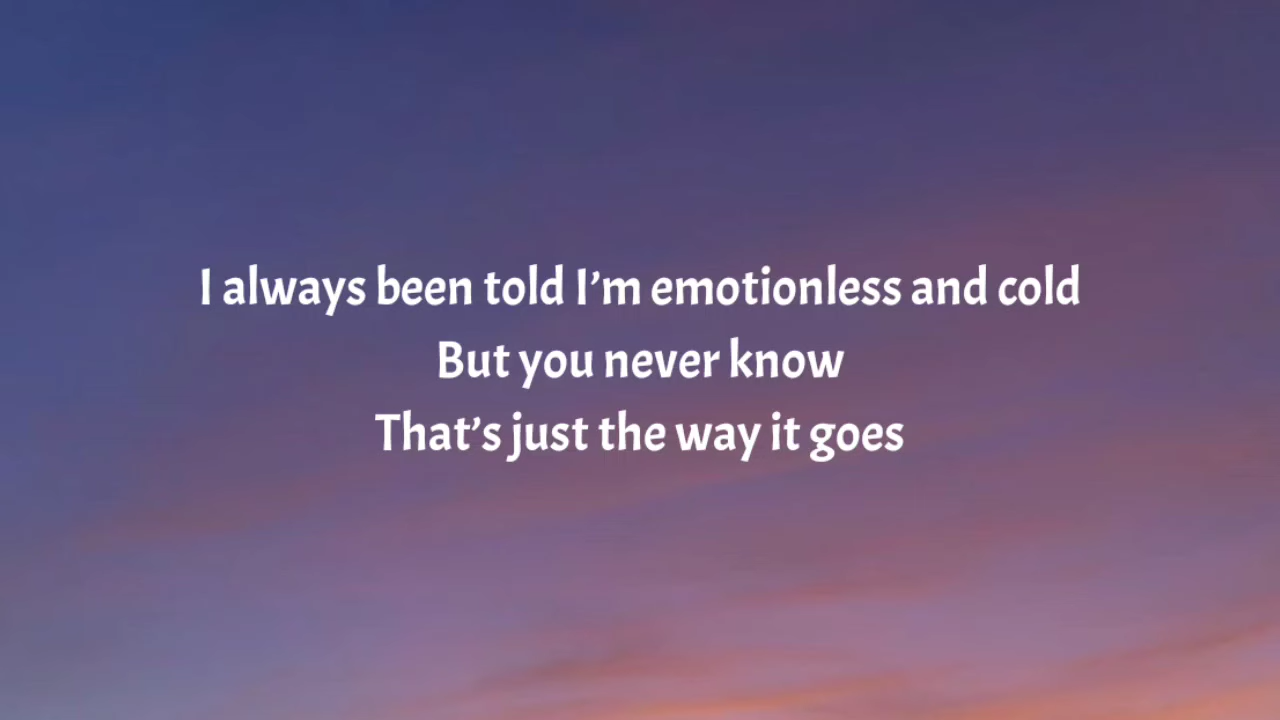 I always been told I’m emotionless and cold
But you never know
That’s just the way it goes